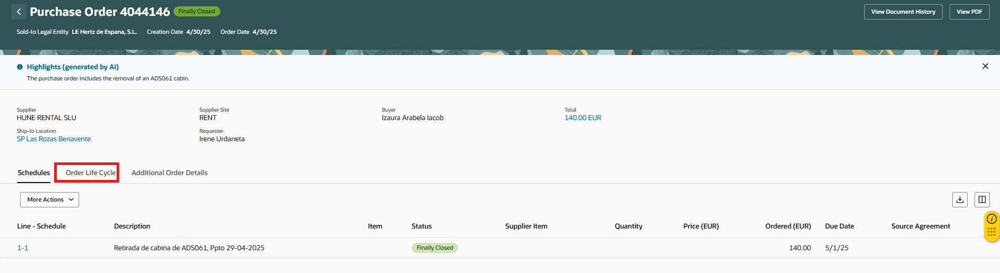 Purchase Order 4044146 Finally Closed View Document History View PDF
Sold-to Legal Entity LE Hertz de Espana, S.L. Creation Date 4/30/25 Order Date 4/30/25
Highlights (generated by AI)
The purchase order includes the removal of an ADS061 cabin.
Supplier Supplier Site Buyer Total
HUNE RENTAL SLU RENT Izaura Arabela Iacob 140.00 EUR
Ship-to Location Requester
SP Las Rozas Benavente Irene Urdaneta
Schedules Order Life Cycle Additional Order Details
More Actions
Line - Schedule Description Item Status Supplier Item Quantity Price (EUR) Ordered (EUR) Due Date Source Agreement
1-1 Retirada de cabina de ADS061, Ppto 29-04-2025 Finally Closed 140.00 5/1/25